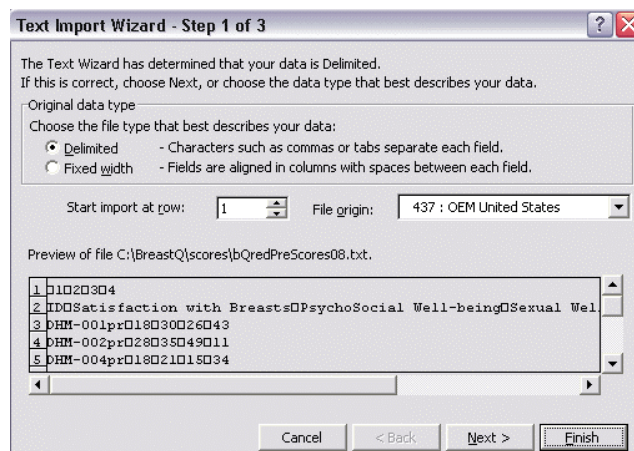 Text Import Wizard - Step 1 of 3
The Text Wizard has determined that your data is Delimited.
If this is correct, choose Next, or choose the data type that best describes your data.
Original data type
Choose the file type that best describes your data:
Delimited - Characters such as commas or tabs separate each field.
Fixed width - Fields are aligned in columns with spaces between each field.
Start import at row: 1 File origin: 437 : OEM United States
Preview of file C:\BreastQ\scores\bQredPreScores08.txt.
1 □1□2□3□4
2 ID□Satisfaction with Breasts□PsychoSocial Well-being□Sexual Wel
3 DHM-001pr□18□30□26□43
4 DHM-002pr□28□35□49□11
5 DHM-004pr□18□21□15□34
Cancel < Back Next > Finish